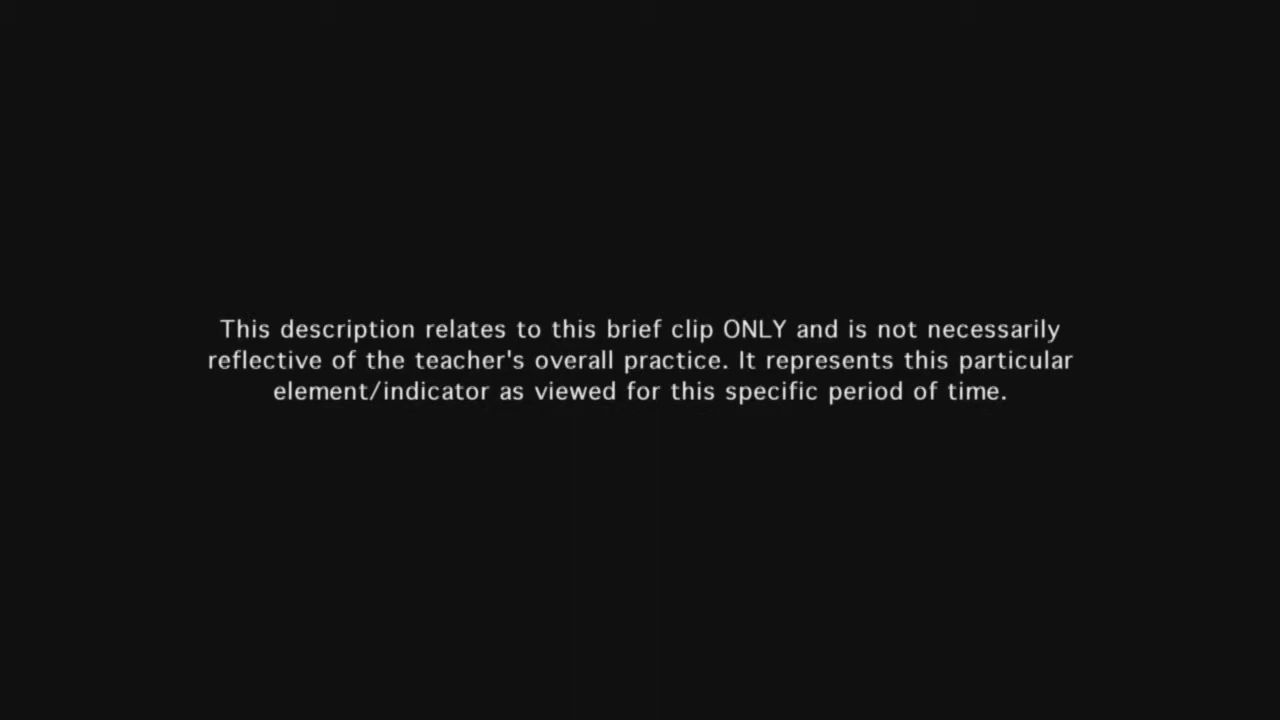 This description relates to this brief clip ONLY and is not necessarily
reflective of the teacher's overall practice. It represents this particular
element/indicator as viewed for this specific period of time.